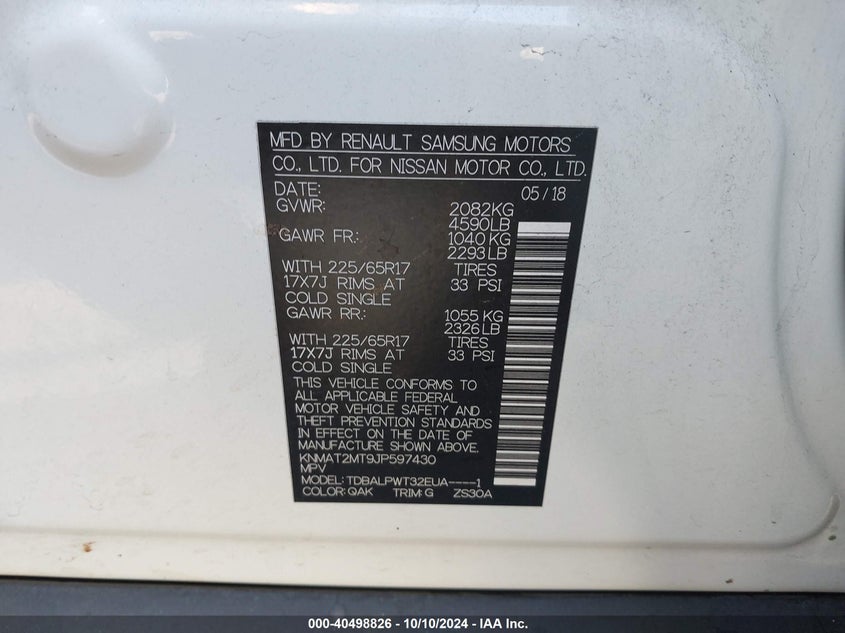 MFD BY RENAULT SAMSUNG MOTORS
CO., LTD. FOR NISSAN MOTOR CO., LTD.
DATE: 05/18
GVWR: 2082KG
4590LB
GAWR FR.: 1040 KG
2293LB
WITH 225/65R17 TIRES
17X7J RIMS AT 33 PSI
COLD SINGLE
GAWR RR.: 1055 KG
2326LB
WITH 225/65R17 TIRES
17X7J RIMS AT 33 PSI
COLD SINGLE
THIS VEHICLE CONFORMS TO
ALL APPLICABLE FEDERAL
MOTOR VEHICLE SAFETY AND
THEFT PREVENTION STANDARDS
IN EFFECT ON THE DATE OF
MANUFACTURE SHOWN ABOVE.
KNMAT2MT9JP597430
MPV
MODEL: TDBALPWT32EUA----1
COLOR: QAK TRIM: G ZS30A
000-40498826 - 10/10/2024 - IAA Inc.